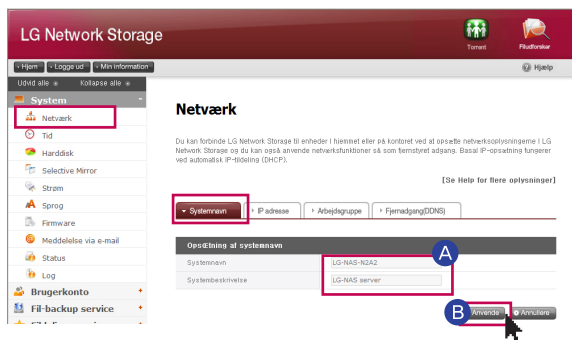 LG Network Storage
Torrent
Filudforsker
Hjem
Logge ud
Min information
Hjælp
Udvid alle
Kollapse alle
System
Netværk
Tid
Harddisk
Selective Mirror
Strøm
Sprog
Firmware
Meddelelse via e-mail
Status
Log
Brugerkonto
Fil-backup service
Netværk
Du kan forbinde LG Network Storage til enheder i hjemmet eller på kontoret ved at opsætte netværksoplysningerne i LG
Network Storage og du kan også anvende netværksfunktioner så som fjernstyret adgang. Basal IP-opsætning fungerer
ved automatisk IP-tildeling (DHCP).
[Se Help for flere oplysninger]
Systemnavn
IP adresse
Arbejdsgruppe
Fjernadgang(DDNS)
OpsÆtning af systemnavn
Systemnavn
LG-NAS-N2A2
Systembeskrivelse
LG-NAS server
A
B
Anvende
Annullere